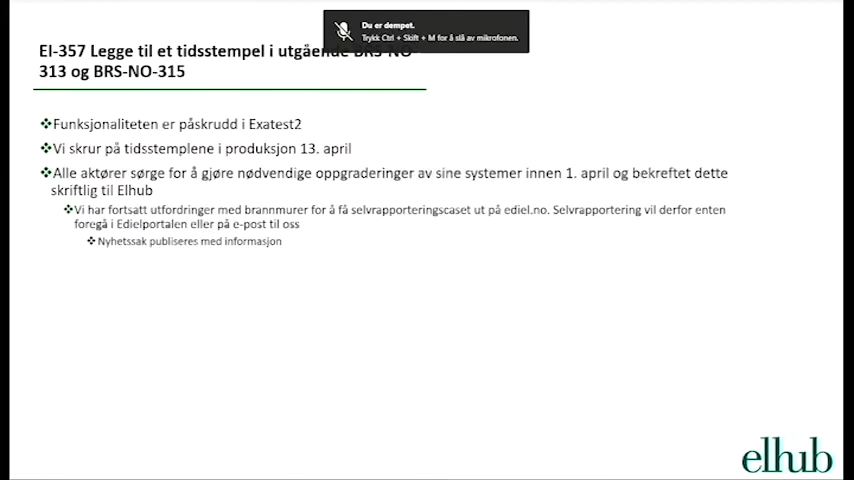 Du er dempet.
Trykk Ctrl + Skift + M for å slå av mikrofonen.
EI-357 Legge til et tidsstempel i utgående BRS-NO-
313 og BRS-NO-315
Funksjonaliteten er påskrudd i Exatest2
Vi skrur på tidsstemplene i produksjon 13. april
Alle aktører sørge for å gjøre nødvendige oppgraderinger av sine systemer innen 1. april og bekreftet dette
skriftlig til Elhub
Vi har fortsatt utfordringer med brannmurer for å få selvrapporteringscaset ut på ediel.no. Selvrapportering vil derfor enten
foregå i Edielportalen eller på e-post til oss
Nyhetssak publiseres med informasjon
elhub